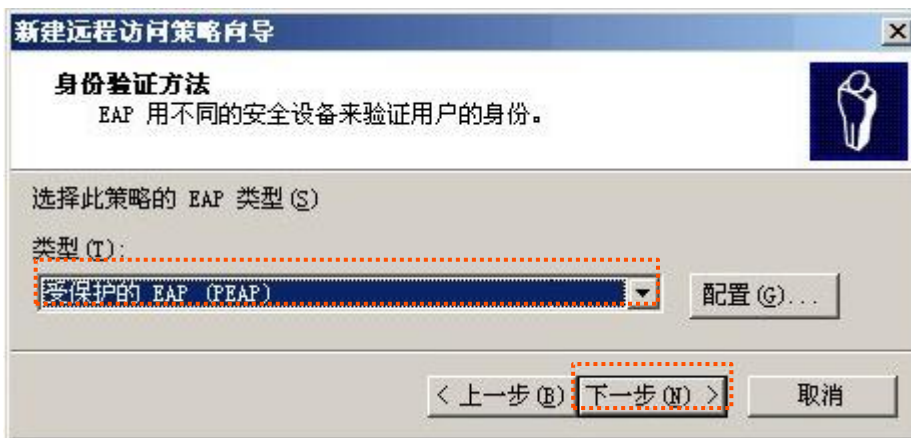 新建远程访问策略向导
身份验证方法
EAP 用不同的安全设备来验证用户的身份。
选择此策略的 EAP 类型(S)
类型(T):
受保护的 EAP (PEAP)
配置(G)...
< 上一步(B) 下一步(N) > 取消